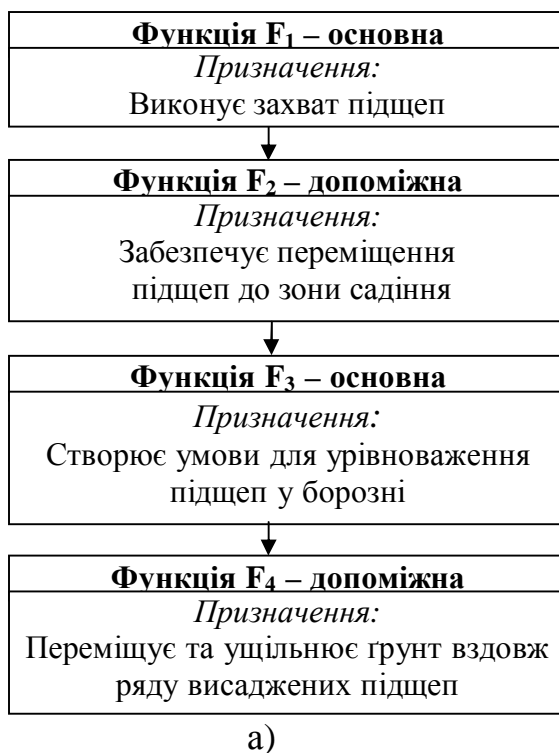 Функція F₁ – основна
Призначення:
Виконує захват підщеп
Функція F₂ – допоміжна
Призначення:
Забезпечує переміщення
підщеп до зони садіння
Функція F₃ – основна
Призначення:
Створює умови для урівноваження
підщеп у борозні
Функція F₄ – допоміжна
Призначення:
Переміщує та ущільнює ґрунт вздовж
ряду висаджених підщеп
а)